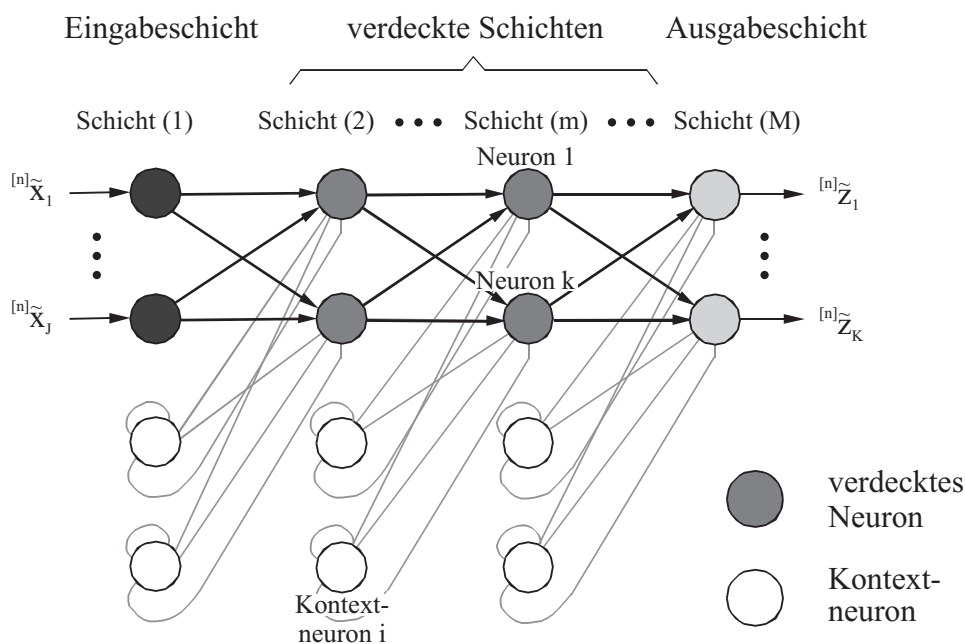 Eingabeschicht verdeckte Schichten Ausgabeschicht
Schicht (1) Schicht (2) ••• Schicht (m) ••• Schicht (M)
Neuron 1
[n]x̃1 [n]z̃1
Neuron k
[n]x̃J [n]z̃K
verdecktes
Neuron
Kontext-
neuron i
Kontext-
neuron